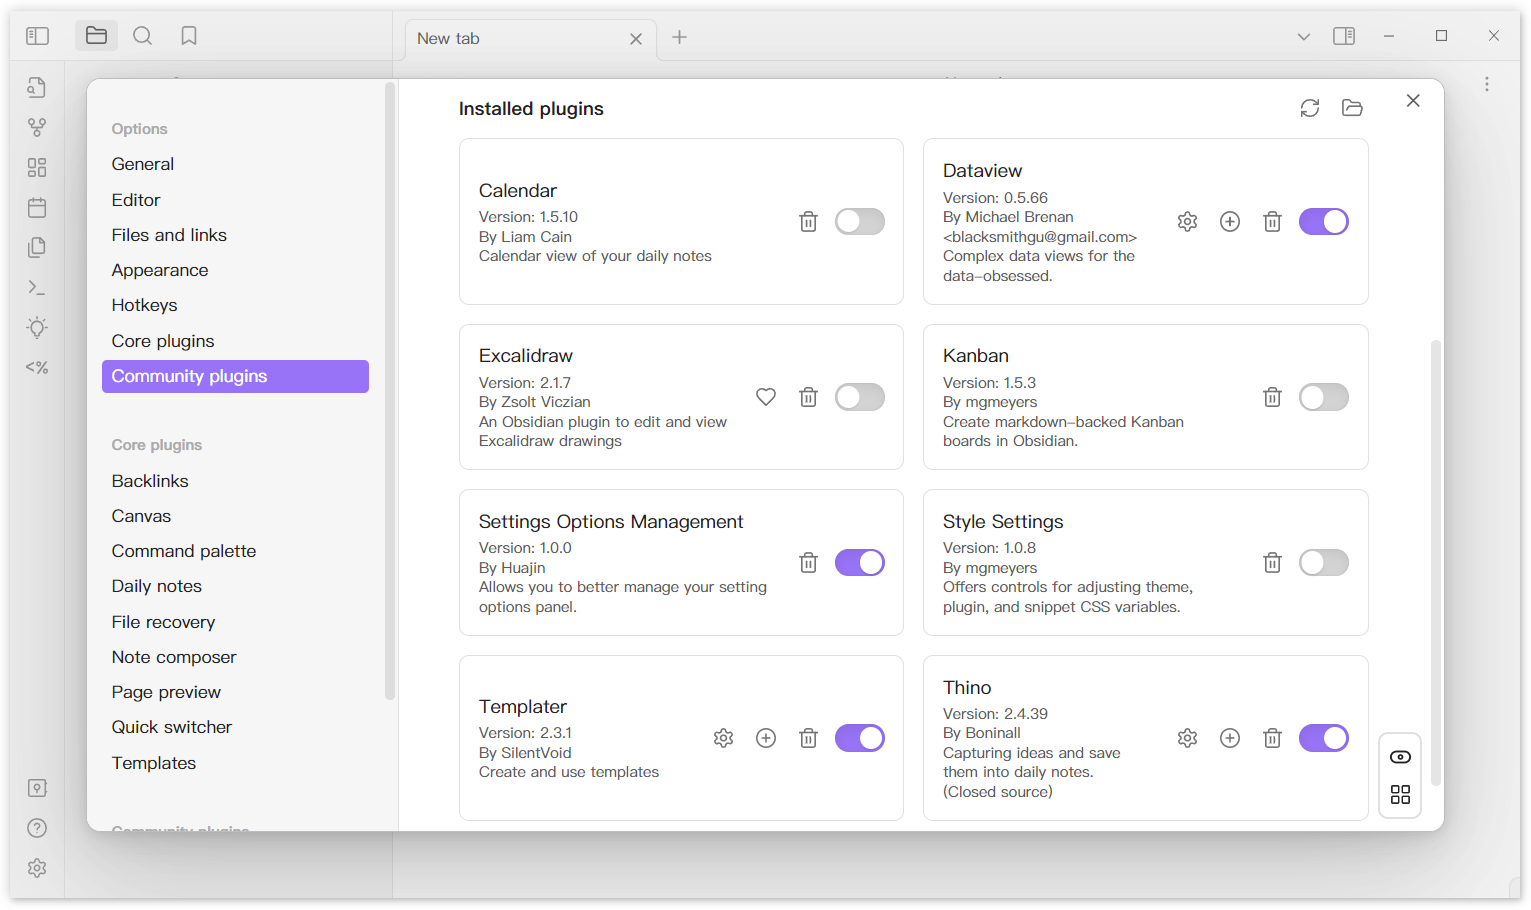 New tab
Options
General
Editor
Files and links
Appearance
Hotkeys
Core plugins
Community plugins
Core plugins
Backlinks
Canvas
Command palette
Daily notes
File recovery
Note composer
Page preview
Quick switcher
Templates
Community plugins
Installed plugins
Calendar
Version: 1.5.10
By Liam Cain
Calendar view of your daily notes
Dataview
Version: 0.5.66
By Michael Brenan
<blacksmithgu@gmail.com>
Complex data views for the
data-obsessed.
Excalidraw
Version: 2.1.7
By Zsolt Viczian
An Obsidian plugin to edit and view
Excalidraw drawings
Kanban
Version: 1.5.3
By mgmeyers
Create markdown-backed Kanban
boards in Obsidian.
Settings Options Management
Version: 1.0.0
By Huajin
Allows you to better manage your setting
options panel.
Style Settings
Version: 1.0.8
By mgmeyers
Offers controls for adjusting theme,
plugin, and snippet CSS variables.
Templater
Version: 2.3.1
By SilentVoid
Create and use templates
Thino
Version: 2.4.39
By Boninall
Capturing ideas and save
them into daily notes.
(Closed source)